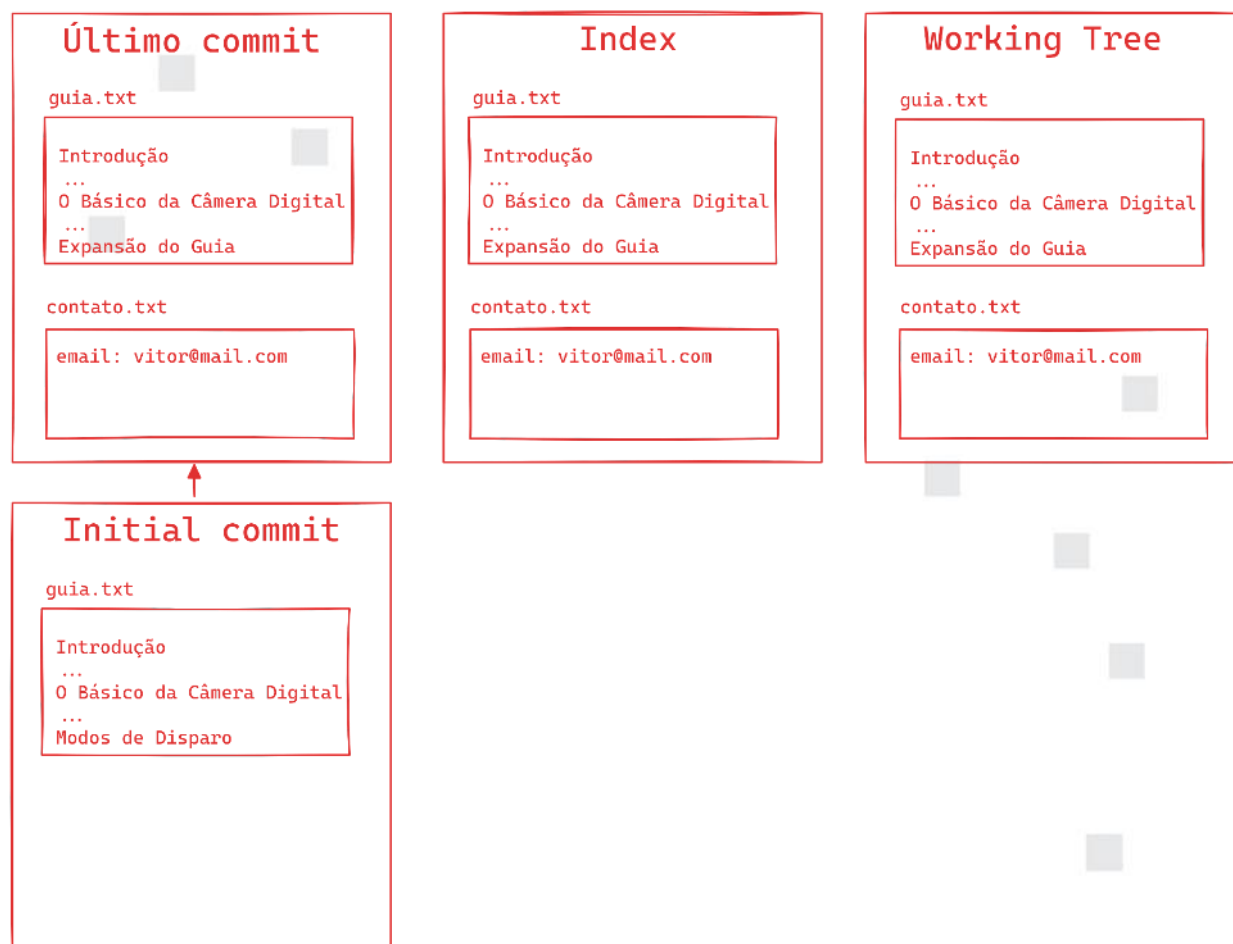 Último commit
guia.txt
Introdução
...
O Básico da Câmera Digital
...
Expansão do Guia
contato.txt
email: vitor@mail.com
Index
guia.txt
Introdução
...
O Básico da Câmera Digital
...
Expansão do Guia
contato.txt
email: vitor@mail.com
Working Tree
guia.txt
Introdução
...
O Básico da Câmera Digital
...
Expansão do Guia
contato.txt
email: vitor@mail.com
Initial commit
guia.txt
Introdução
...
O Básico da Câmera Digital
...
Modos de Disparo